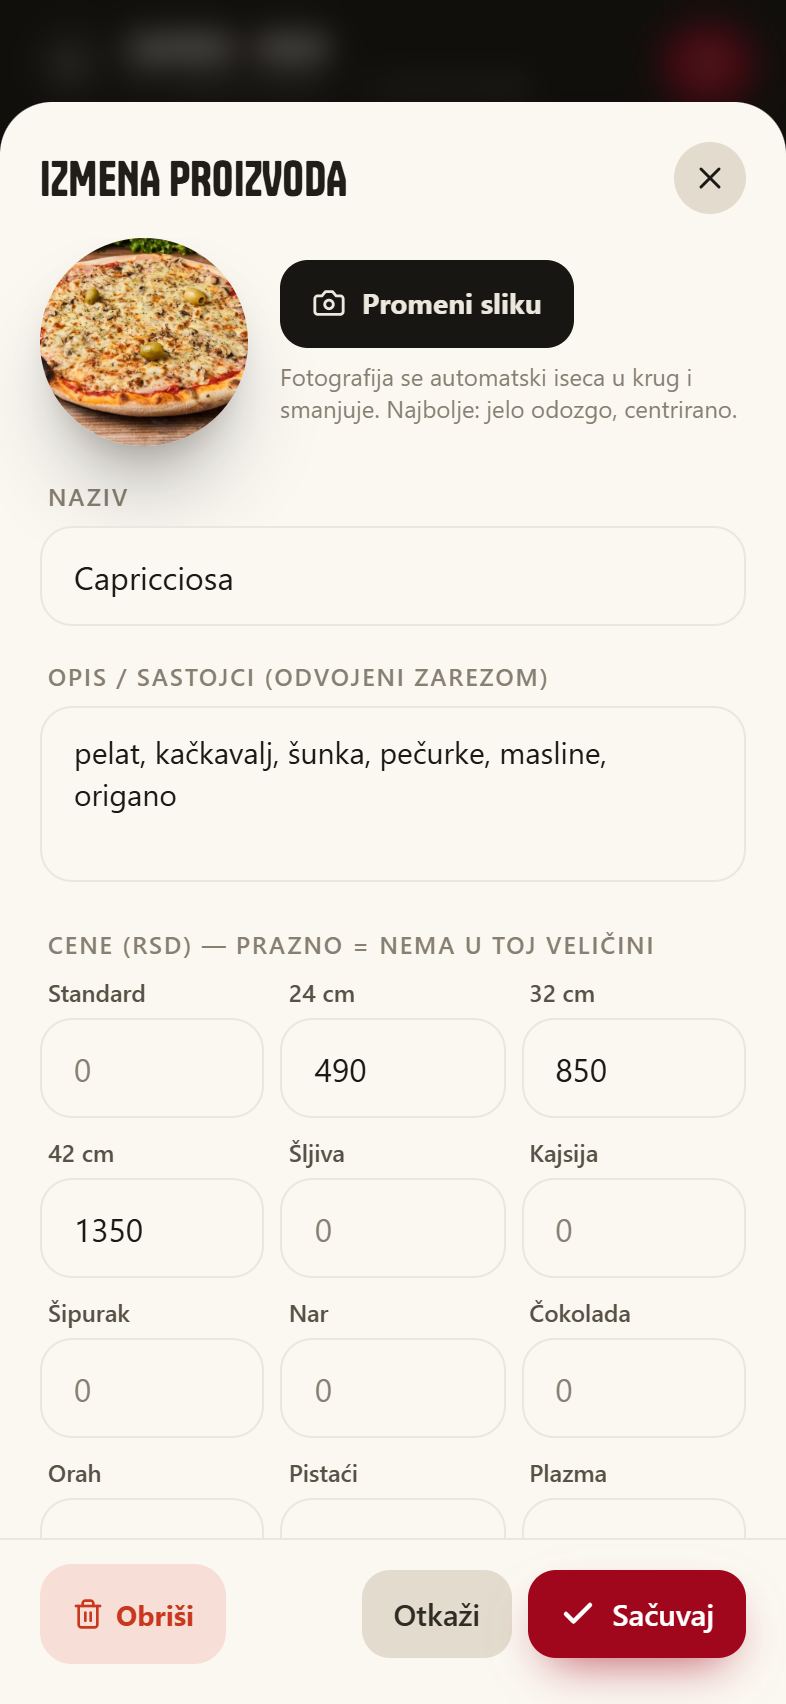 IZMENA PROIZVODA
Promeni sliku
Fotografija se automatski iseca u krug i
smanjuje. Najbolje: jelo odozgo, centrirano.
NAZIV
Capricciosa
OPIS / SASTOJCI (ODVOJENI ZAREZOM)
pelat, kačkavalj, šunka, pečurke, masline,
origano
CENE (RSD) — PRAZNO = NEMA U TOJ VELIČINI
Standard 24 cm 32 cm
0 490 850
42 cm Šljiva Kajsija
1350 0 0
Šipurak Nar Čokolada
0 0 0
Orah Pistaći Plazma
Obriši Otkaži Sačuvaj